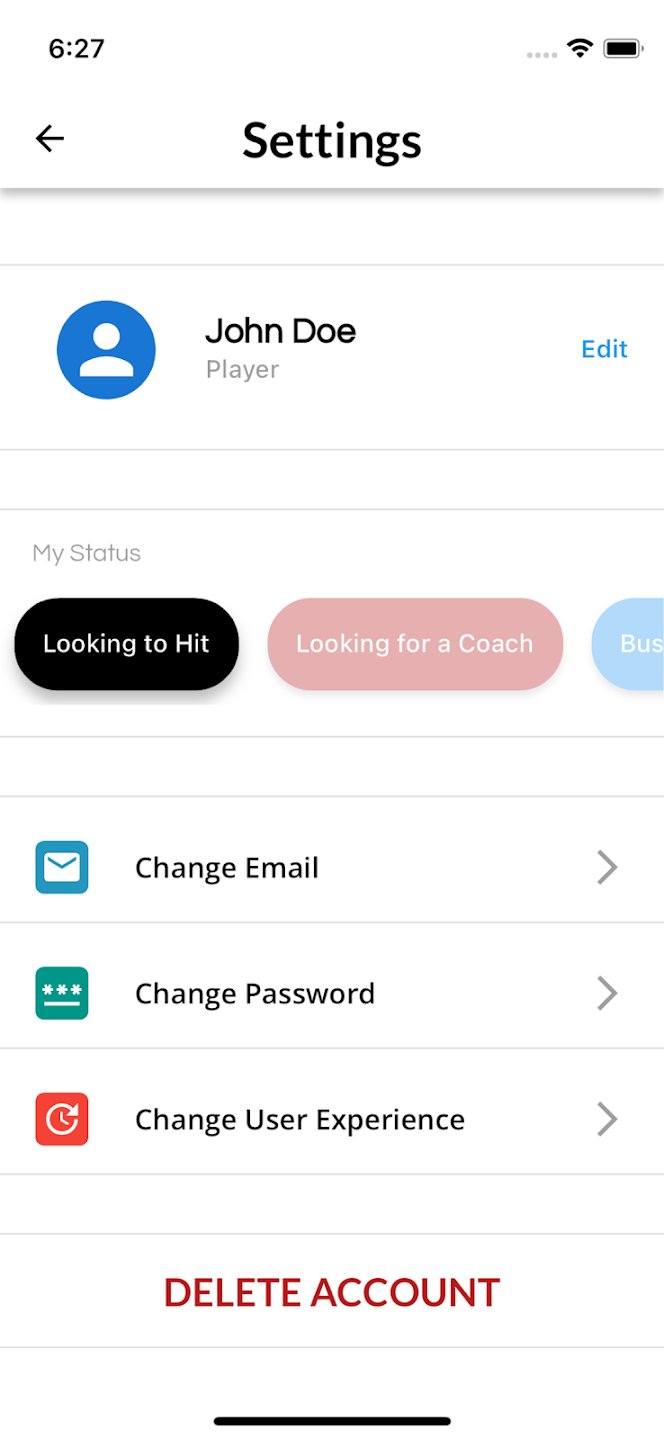 6:27
Settings
John Doe
Player
Edit
My Status
Looking to Hit
Looking for a Coach
Bus
Change Email
***
Change Password
Change User Experience
DELETE ACCOUNT